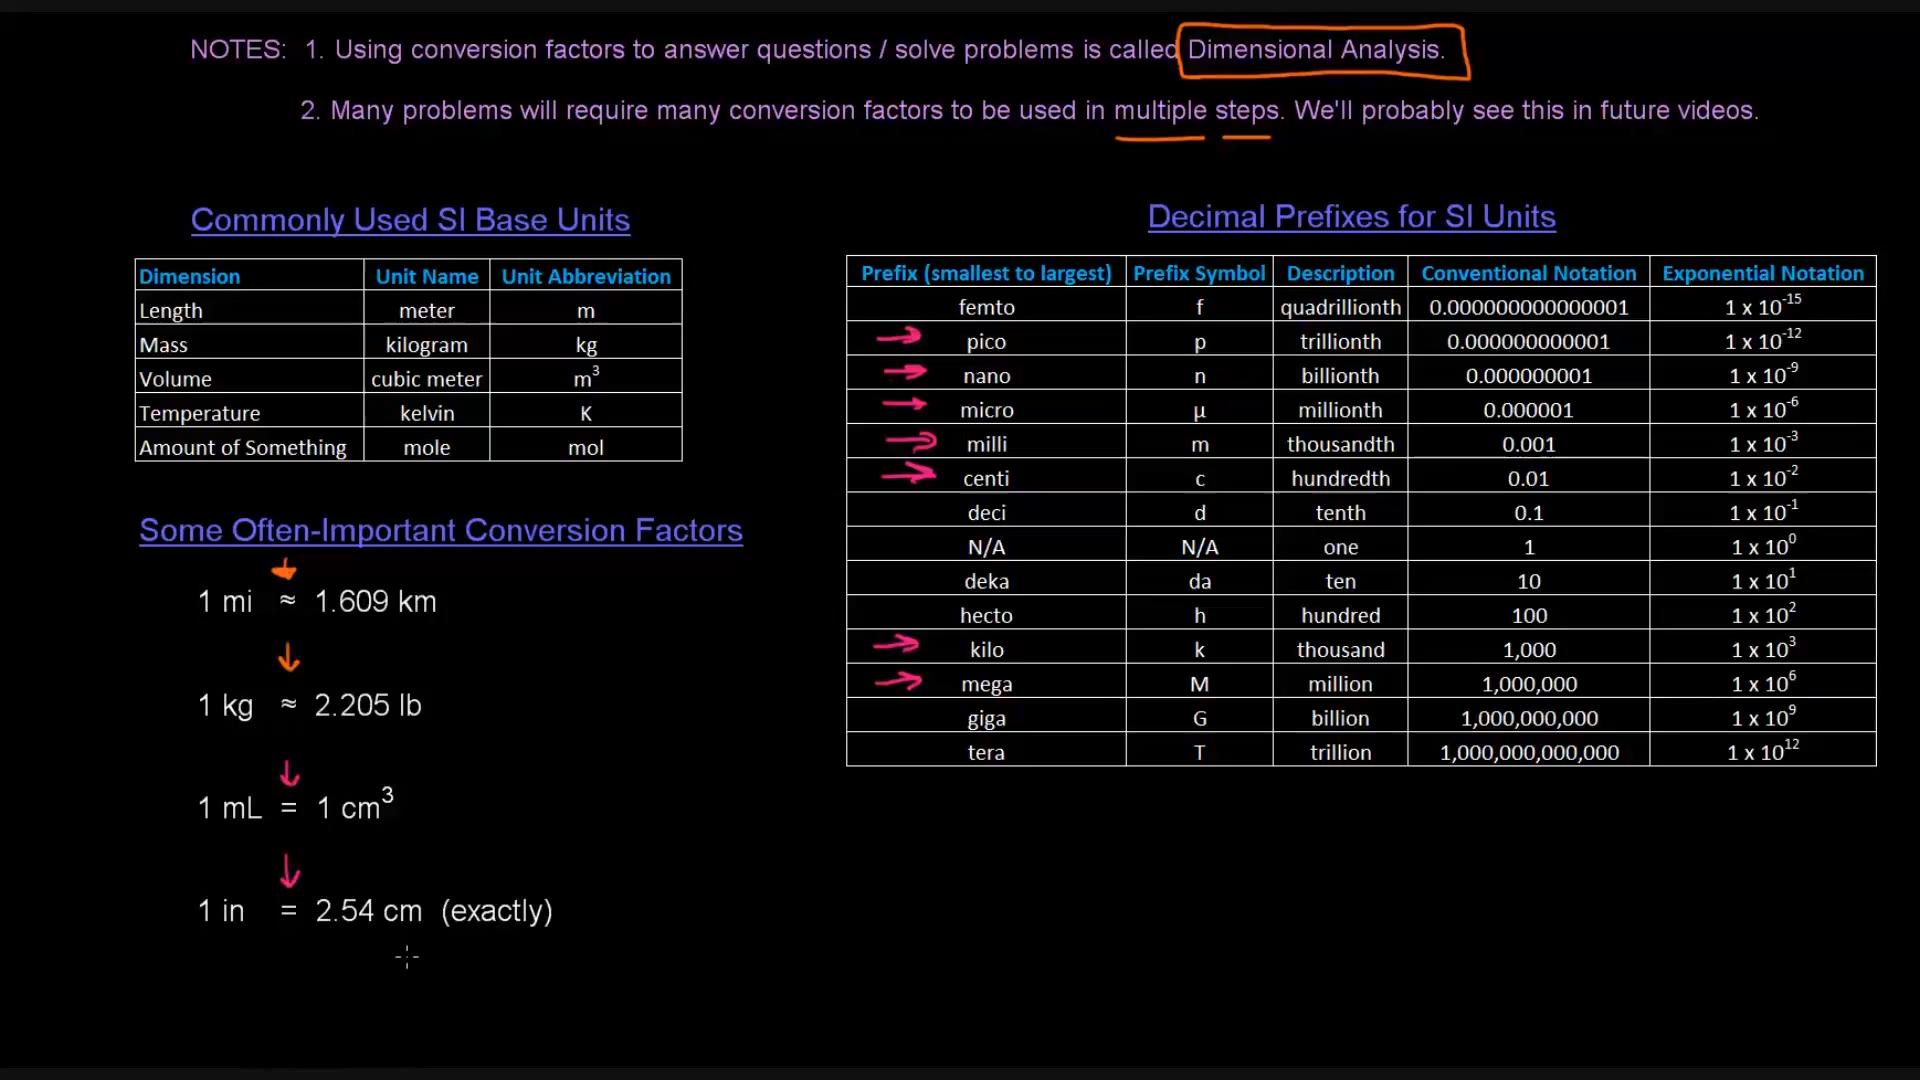 NOTES: 1. Using conversion factors to answer questions / solve problems is called Dimensional Analysis.
2. Many problems will require many conversion factors to be used in multiple steps. We'll probably see this in future videos.
Commonly Used SI Base Units
Dimension Unit Name Unit Abbreviation
Length meter m
Mass kilogram kg
Volume cubic meter m³
Temperature kelvin K
Amount of Something mole mol
Some Often-Important Conversion Factors
1 mi ≈ 1.609 km
1 kg ≈ 2.205 lb
1 mL = 1 cm³
1 in = 2.54 cm (exactly)
Decimal Prefixes for SI Units
Prefix (smallest to largest) Prefix Symbol Description Conventional Notation Exponential Notation
femto f quadrillionth 0.000000000000001 1 x 10⁻¹⁵
pico p trillionth 0.000000000001 1 x 10⁻¹²
nano n billionth 0.000000001 1 x 10⁻⁹
micro µ millionth 0.000001 1 x 10⁻⁶
milli m thousandth 0.001 1 x 10⁻³
centi c hundredth 0.01 1 x 10⁻²
deci d tenth 0.1 1 x 10⁻¹
N/A N/A one 1 1 x 10⁰
deka da ten 10 1 x 10¹
hecto h hundred 100 1 x 10²
kilo k thousand 1,000 1 x 10³
mega M million 1,000,000 1 x 10⁶
giga G billion 1,000,000,000 1 x 10⁹
tera T trillion 1,000,000,000,000 1 x 10¹²